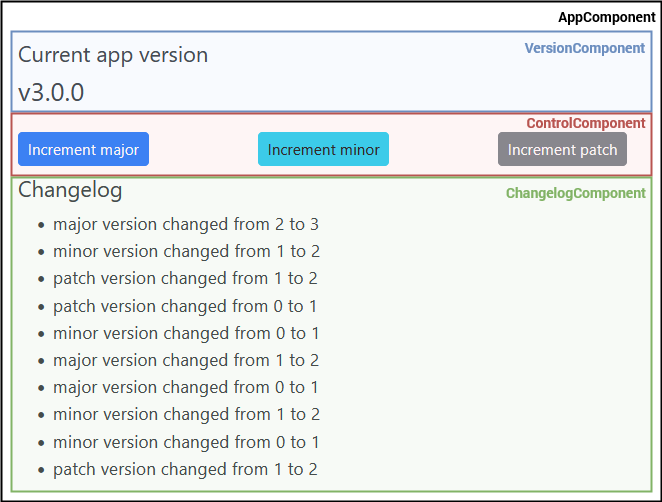 AppComponent
Current app version
VersionComponent
v3.0.0
ControlComponent
Increment major
Increment minor
Increment patch
Changelog
ChangelogComponent
• major version changed from 2 to 3
• minor version changed from 1 to 2
• patch version changed from 1 to 2
• patch version changed from 0 to 1
• minor version changed from 0 to 1
• major version changed from 1 to 2
• major version changed from 0 to 1
• minor version changed from 1 to 2
• minor version changed from 0 to 1
• patch version changed from 1 to 2